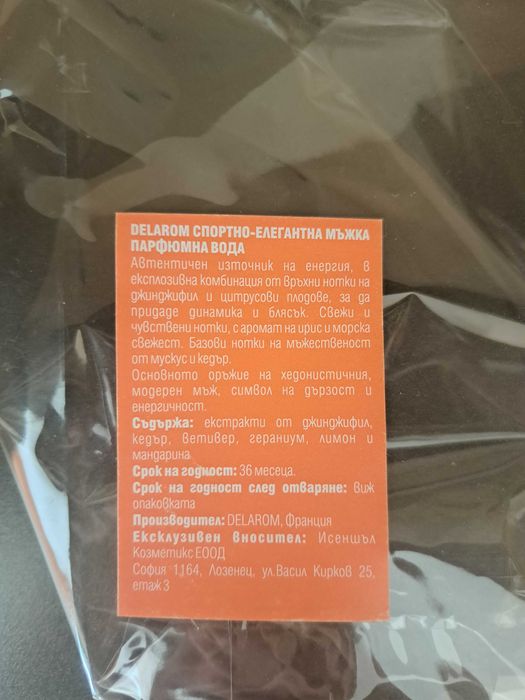 DELAROM СПОРТНО-ЕЛЕГАНТНА МЪЖКА
ПАРФЮМНА ВОДА
Автентичен източник на енергия, в
експлозивна комбинация от връхни нотки на
джинджифил и цитрусови плодове, за да
придаде динамика и блясък. Свежи и
чувствени нотки, с аромат на ирис и морска
свежест. Базови нотки на мъжественост
от мускус и кедър.
Основното оръжие на хедонистичния,
модерен мъж, символ на дързост и
енергичност.
Съдържа: екстракти от джинджифил,
кедър, ветивер, гераниум, лимон и
мандарина.
Срок на годност: 36 месеца.
Срок на годност след отваряне: виж
опаковката
Производител: DELAROM, Франция
Ексклузивен вносител: Исеншъл
Козметикс ЕООД
София 1164, Лозенец, ул.Васил Кирков 25,
етаж 3